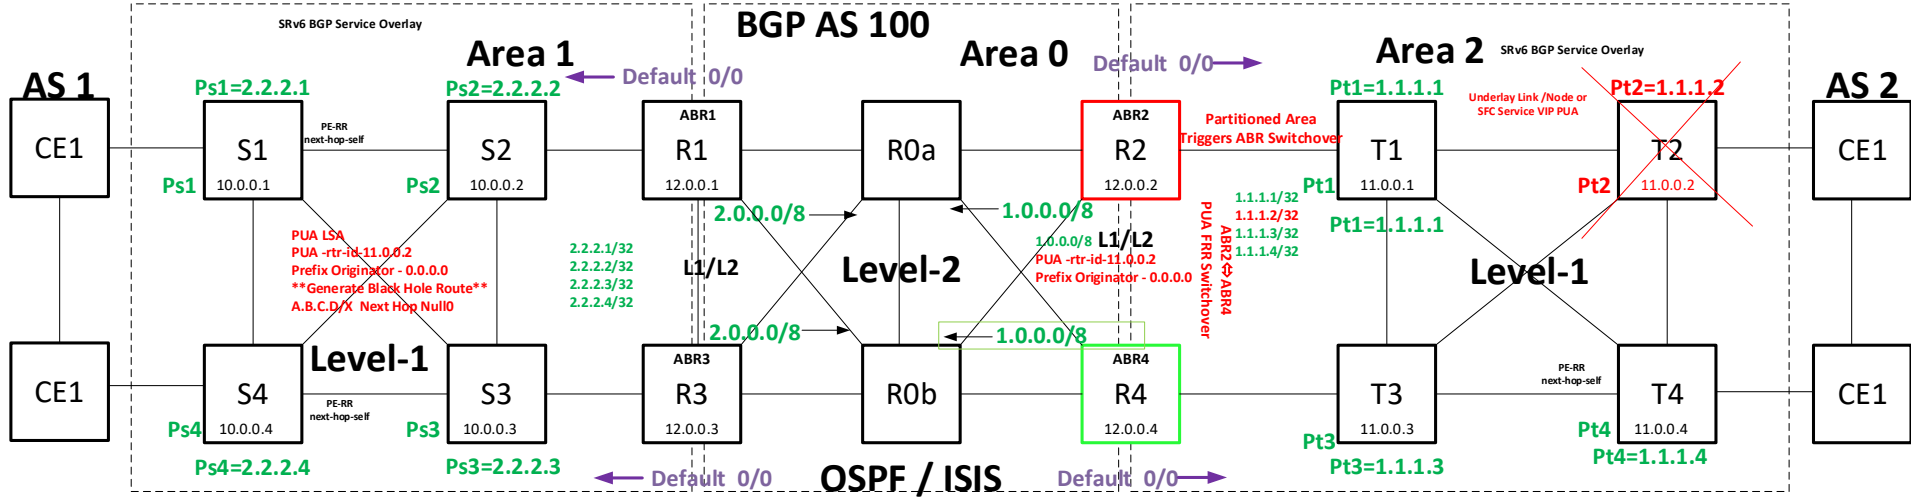 SRv6 BGP Service Overlay
BGP AS 100
Area 1
Area 0
Area 2
SRv6 BGP Service Overlay
Default 0/0
Default 0/0
AS 1
AS 2
Ps1=2.2.2.1
Ps2=2.2.2.2
Pt1=1.1.1.1
Pt2=1.1.1.2
Underlay Link /Node or
SFC Service VIP PUA
CE1
S1
10.0.0.1
Ps1
PE-RR
next-hop-self
S2
10.0.0.2
Ps2
ABR1
R1
12.0.0.1
R0a
ABR2
R2
12.0.0.2
Partitioned Area
Triggers ABR Switchover
T1
11.0.0.1
Pt1
Pt1=1.1.1.1
T2
11.0.0.2
Pt2
CE1
2.0.0.0/8
1.0.0.0/8
1.1.1.1/32
1.1.1.2/32
1.1.1.3/32
1.1.1.4/32
PUA LSA
PUA -rtr-id-11.0.0.2
Prefix Originator - 0.0.0.0
**Generate Black Hole Route**
A.B.C.D/X Next Hop Null0
2.2.2.1/32
2.2.2.2/32
2.2.2.3/32
2.2.2.4/32
L1/L2
Level-2
1.0.0.0/8 L1/L2
PUA -rtr-id-11.0.0.2
Prefix Originator - 0.0.0.0
ABR2⇔ABR4
PUA FRR Switchover
Level-1
2.0.0.0/8
1.0.0.0/8
Level-1
CE1
S4
10.0.0.4
Ps4
PE-RR
next-hop-self
S3
10.0.0.3
Ps3
ABR3
R3
12.0.0.3
R0b
ABR4
R4
12.0.0.4
T3
11.0.0.3
Pt3
PE-RR
next-hop-self
T4
11.0.0.4
Pt4
CE1
Ps4=2.2.2.4
Ps3=2.2.2.3
Default 0/0
OSPF / ISIS
Default 0/0
Pt3=1.1.1.3
Pt4=1.1.1.4